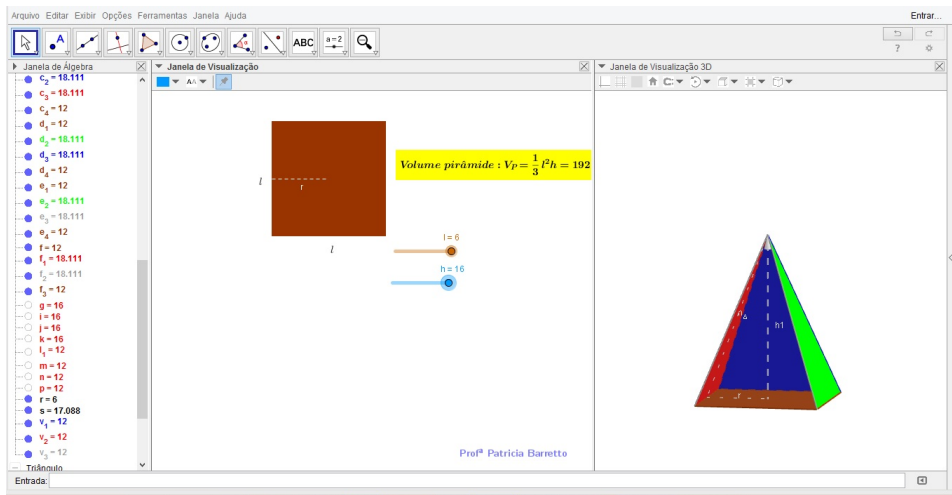 Arquivo Editar Exibir Opções Ferramentas Janela Ajuda
Entrar...
ABC
a=2
Janela de Álgebra
c₂ = 18.111
c₃ = 18.111
c₄ = 12
d₁ = 12
d₂ = 18.111
d₃ = 18.111
d₄ = 12
e₁ = 12
e₂ = 18.111
e₃ = 18.111
e₄ = 12
f = 12
f₁ = 18.111
f₂ = 18.111
f₃ = 12
g = 16
i = 16
j = 16
k = 16
l₁ = 12
m = 12
n = 12
p = 12
r = 6
s = 17.088
v₁ = 12
v₂ = 12
v₃ = 12
Triângulo
Janela de Visualização
AA
l
r
l
Volume pirâmide : Vₚ = 1/3 l²h = 192
l = 6
h = 16
Profª Patricia Barretto
Janela de Visualização 3D
h1
r
Entrada: